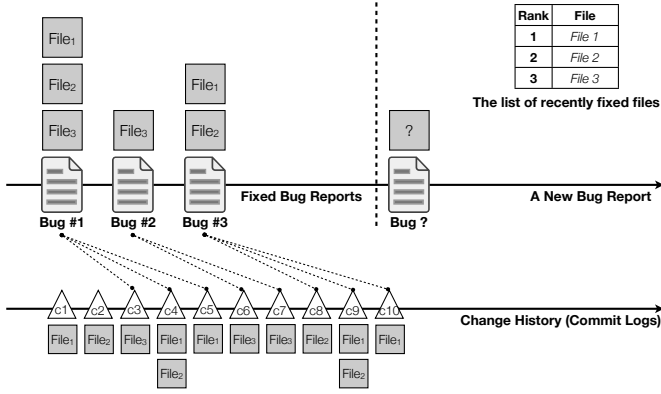 Rank File
1 File 1
2 File 2
3 File 3
The list of recently fixed files
File₁
File₂ File₁
File₃ File₃ File₂ ?
Fixed Bug Reports A New Bug Report
Bug #1 Bug #2 Bug #3 Bug ?
c1 c2 c3 c4 c5 c6 c7 c8 c9 c10
Change History (Commit Logs)
File₁ File₂ File₃ File₁ File₁ File₃ File₃ File₂ File₁ File₁
File₂ File₂